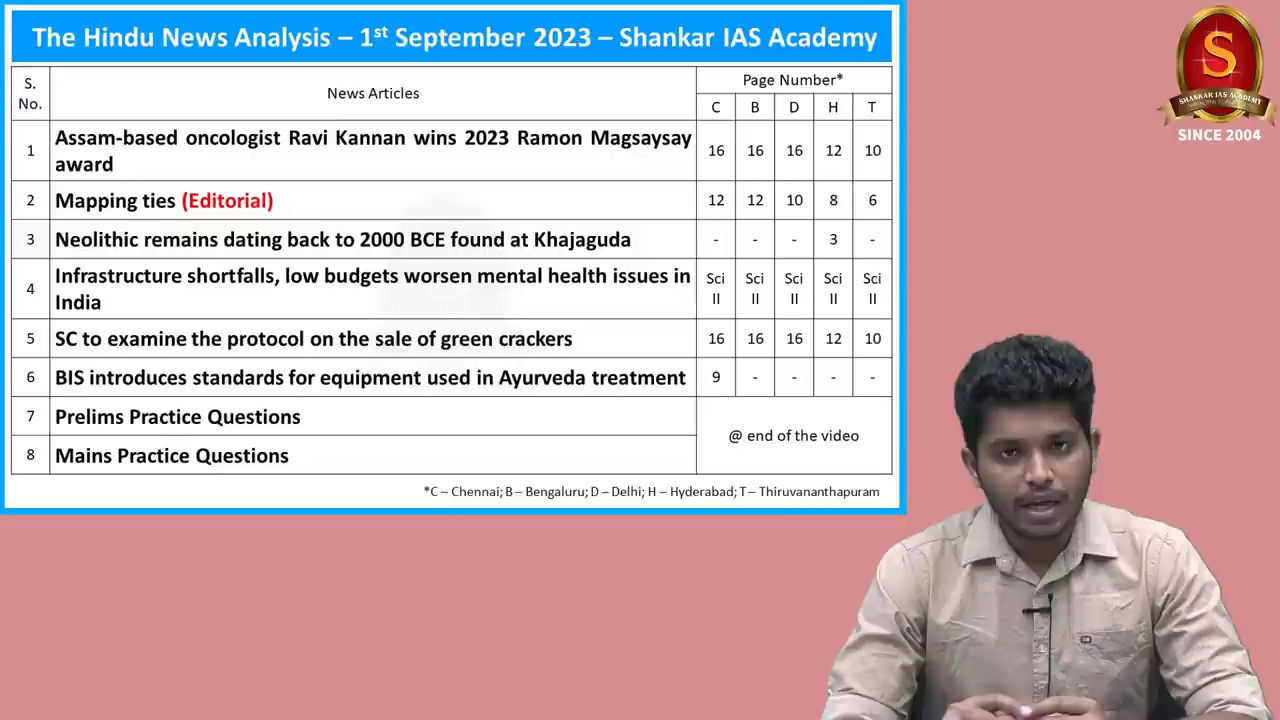 The Hindu News Analysis – 1st September 2023 – Shankar IAS Academy
S. No. News Articles Page Number*
C B D H T
1 Assam-based oncologist Ravi Kannan wins 2023 Ramon Magsaysay award 16 16 16 12 10
2 Mapping ties (Editorial) 12 12 10 8 6
3 Neolithic remains dating back to 2000 BCE found at Khajaguda - - - 3 -
4 Infrastructure shortfalls, low budgets worsen mental health issues in India Sci II Sci II Sci II Sci II Sci II
5 SC to examine the protocol on the sale of green crackers 16 16 16 12 10
6 BIS introduces standards for equipment used in Ayurveda treatment 9 - - - -
7 Prelims Practice Questions
8 Mains Practice Questions
@ end of the video
*C – Chennai; B – Bengaluru; D – Delhi; H – Hyderabad; T – Thiruvananthapuram
S
SHANKAR IAS ACADEMY
SINCE 2004